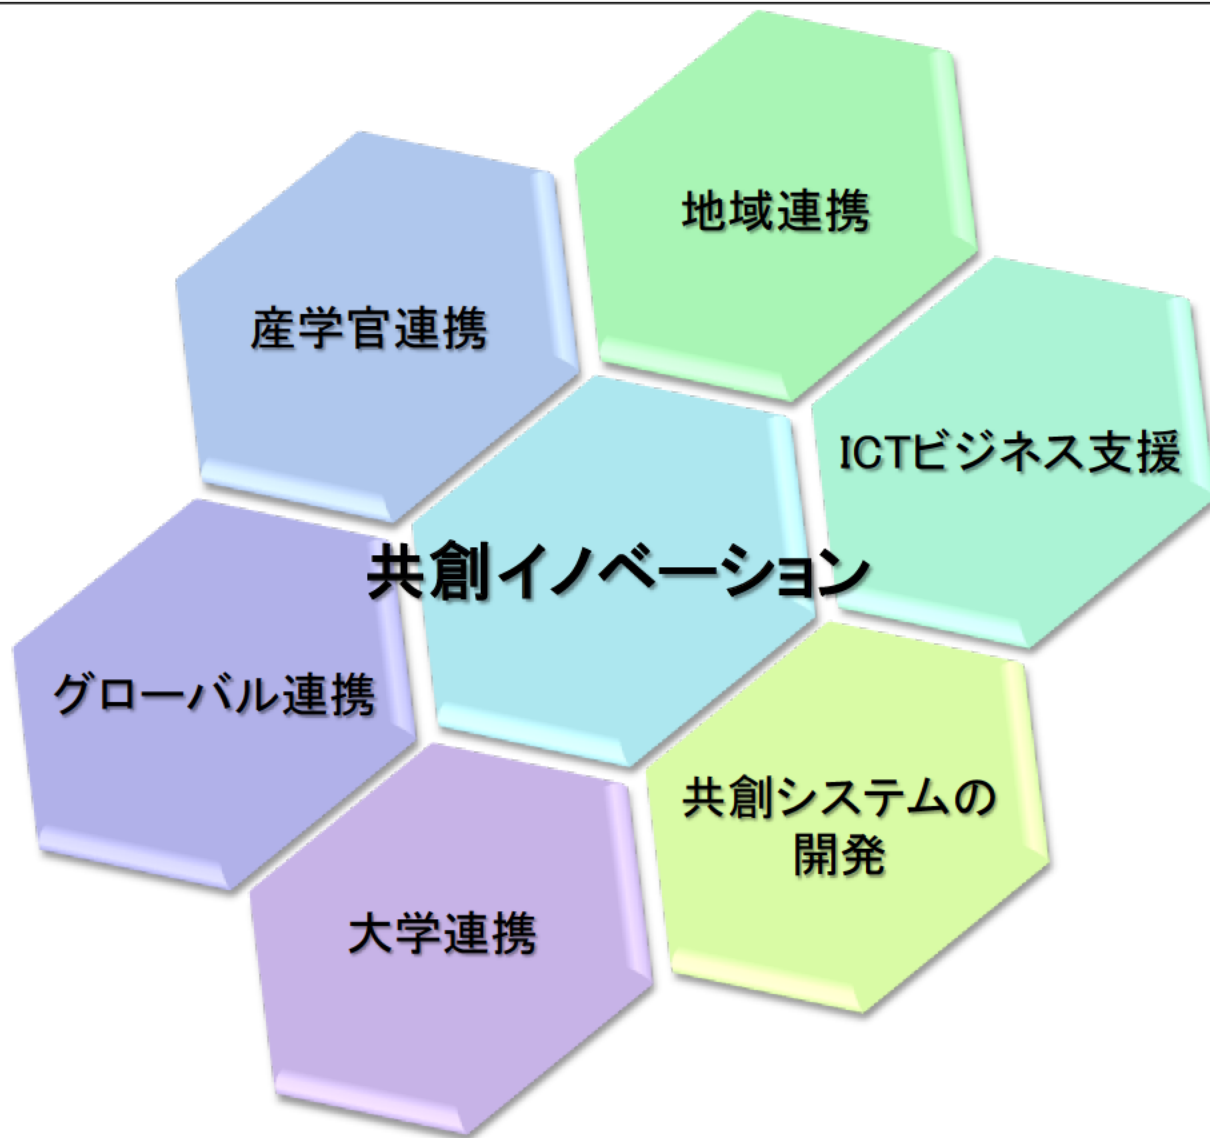 地域連携
産学官連携
ICTビジネス支援
共創イノベーション
グローバル連携
共創システムの
開発
大学連携